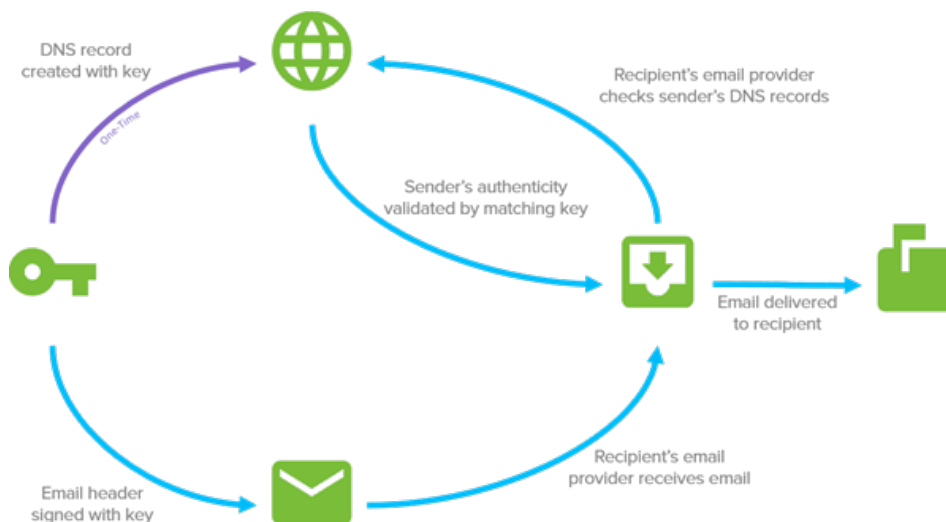 DNS record
created with key
One-Time
Recipient's email provider
checks sender's DNS records
Sender's authenticity
validated by matching key
Email delivered
to recipient
Recipient's email
provider receives email
Email header
signed with key